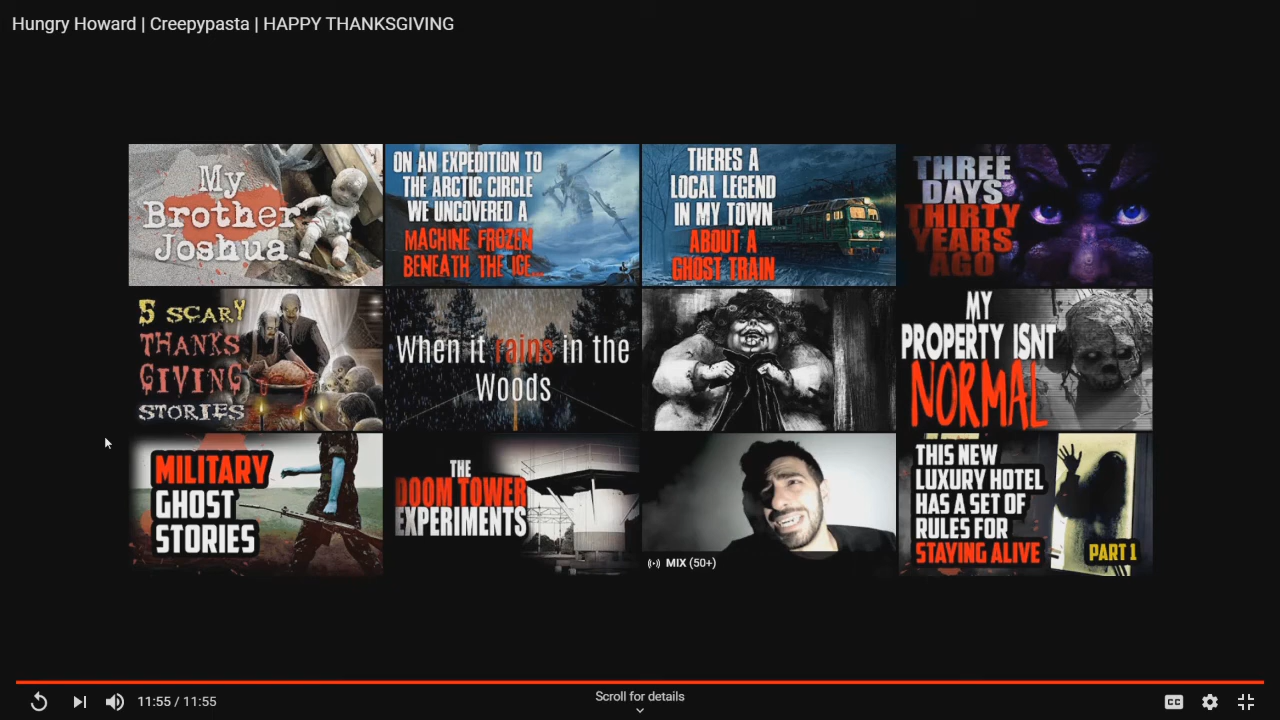 Hungry Howard | Creepypasta | HAPPY THANKSGIVING
My
Brother
Joshua
ON AN EXPEDITION TO
THE ARCTIC CIRCLE
WE UNCOVERED A
MACHINE FROZEN
BENEATH THE ICE...
THERES A
LOCAL LEGEND
IN MY TOWN
ABOUT A
GHOST TRAIN
THREE
DAYS
THIRTY
YEARS
AGO
5 SCARY
THANKS
GIVING
STORIES
When it rains in the
Woods
MY
PROPERTY ISNT
NORMAL
MILITARY
GHOST
STORIES
THE
DOOM TOWER
EXPERIMENTS
MIX (50+)
THIS NEW
LUXURY HOTEL
HAS A SET OF
RULES FOR
STAYING ALIVE
PART 1
11:55 / 11:55
Scroll for details
CC